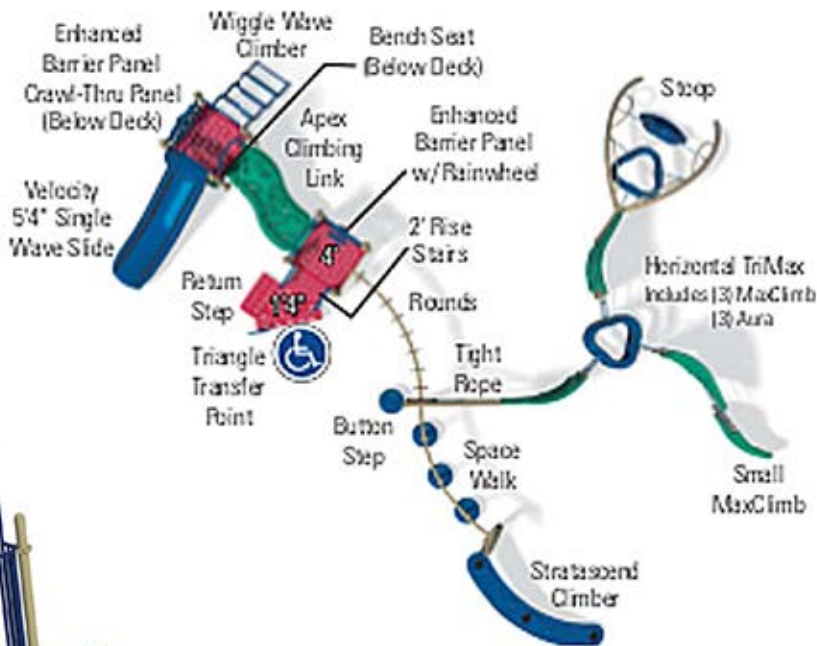 Enhanced
Barrier Panel
Crawl-Thru Panel
(Below Deck)
Wiggle Wave
Climber
Bench Seat
(Below Deck)
Apex
Climbing
Link
Enhanced
Barrier Panel
w/ Rainwheel
Velocity
5'4" Single
Wave Slide
4'
2' Rise
Stairs
Return
Step
1'4"
Triangle
Transfer
Point
Rounds
Tight
Rope
Button
Step
Space
Walk
Stratascend
Climber
Horizontal TriMax
Includes (3) MaxClimb
(3) Aura
Small
MaxClimb